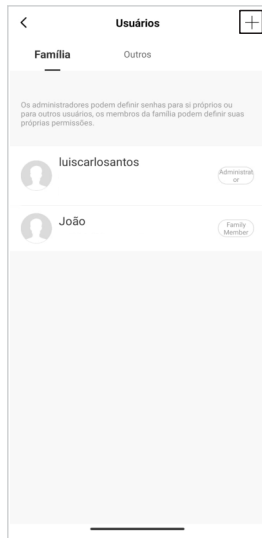 Usuários
Família Outros
Os administradores podem definir senhas para si próprios ou
para outros usuários, os membros da família podem definir suas
próprias permissões.
luiscarlosantos
Administrat
or
João
Family
Member